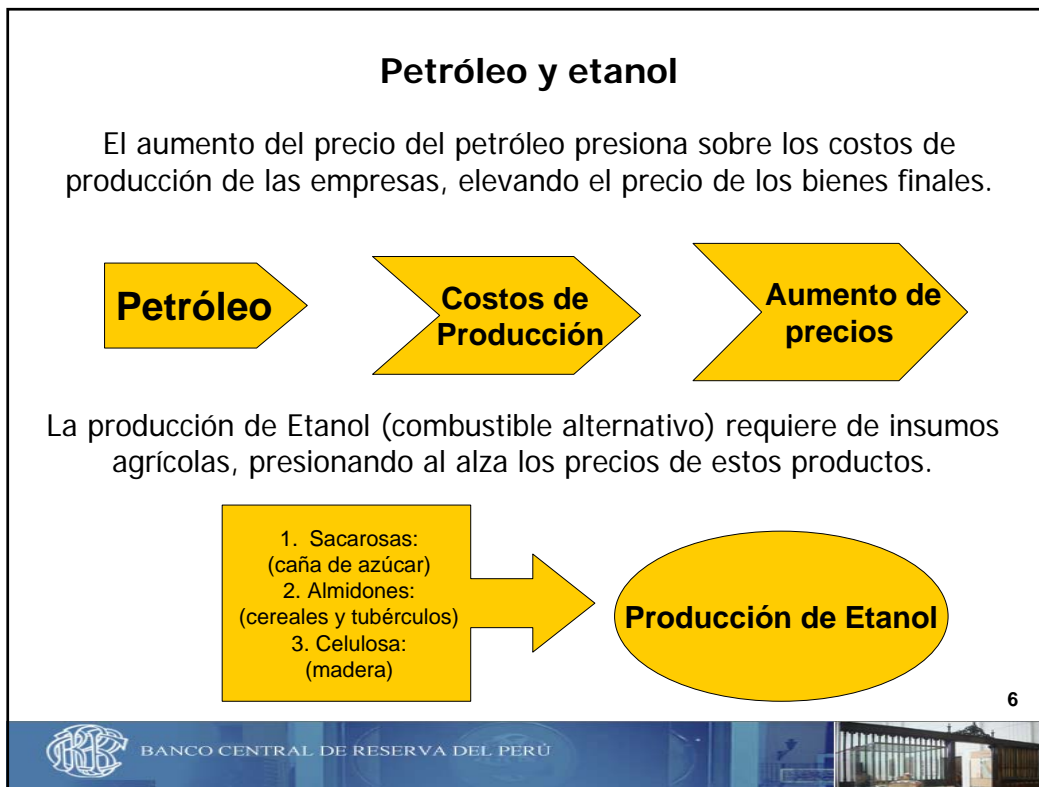 Petróleo y etanol
El aumento del precio del petróleo presiona sobre los costos de
producción de las empresas, elevando el precio de los bienes finales.
Petróleo
Costos de
Producción
Aumento de
precios
La producción de Etanol (combustible alternativo) requiere de insumos
agrícolas, presionando al alza los precios de estos productos.
1. Sacarosas:
(caña de azúcar)
2. Almidones:
(cereales y tubérculos)
3. Celulosa:
(madera)
Producción de Etanol
6
BANCO CENTRAL DE RESERVA DEL PERÚ